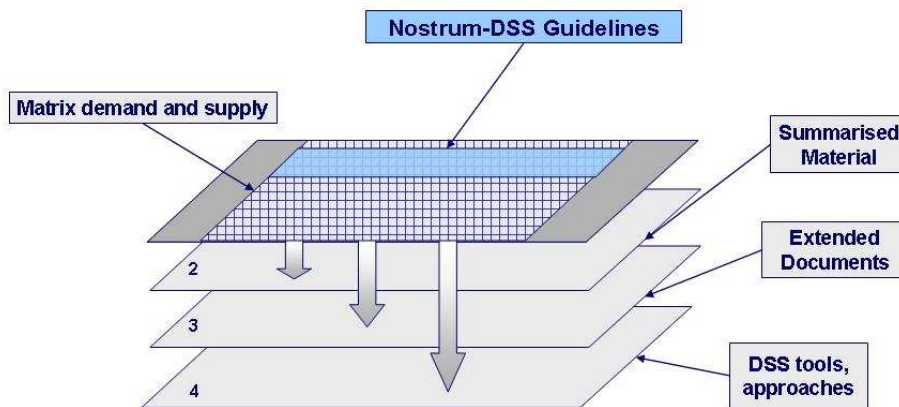 Nostrum-DSS Guidelines
Matrix demand and supply
Summarised
Material
Extended
Documents
DSS tools,
approaches
2
3
4